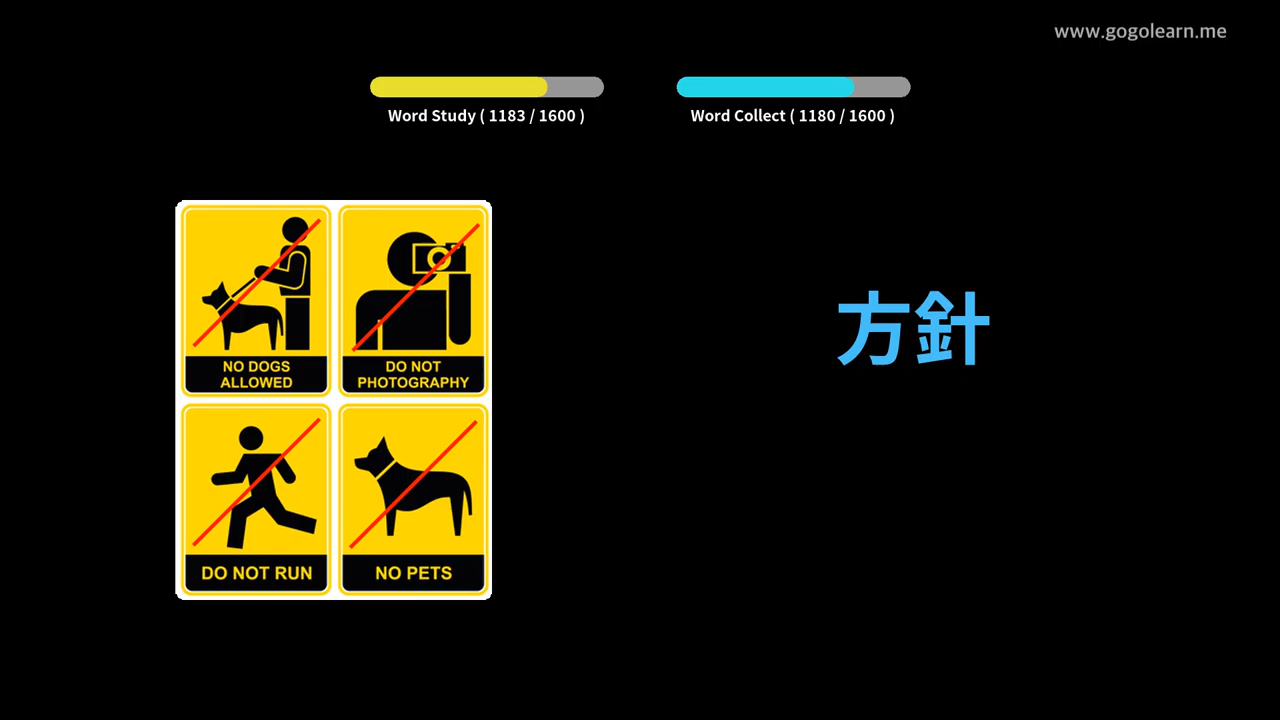 www.gogolearn.me
Word Study ( 1183 / 1600 )
Word Collect ( 1180 / 1600 )
NO DOGS
ALLOWED
DO NOT
PHOTOGRAPHY
方針
DO NOT RUN
NO PETS